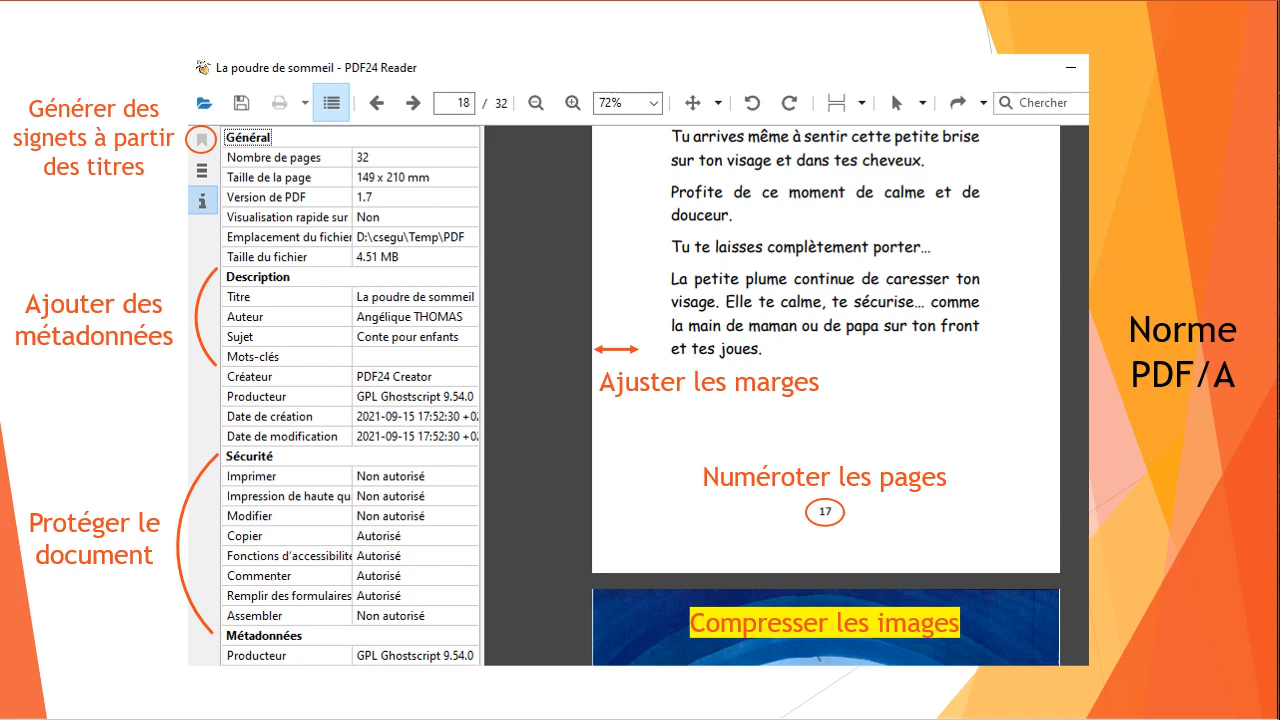 La poudre de sommeil - PDF24 Reader
18 / 32
72%
Chercher
Générer des
signets à partir
des titres
Ajouter des
métadonnées
Protéger le
document
Général
Nombre de pages 32
Taille de la page 149 x 210 mm
Version de PDF 1.7
Visualisation rapide sur Non
Emplacement du fichier D:\csegu\Temp\PDF
Taille du fichier 4.51 MB
Description
Titre La poudre de sommeil
Auteur Angélique THOMAS
Sujet Conte pour enfants
Mots-clés
Créateur PDF24 Creator
Producteur GPL Ghostscript 9.54.0
Date de création 2021-09-15 17:52:30 +02
Date de modification 2021-09-15 17:52:30 +02
Sécurité
Imprimer Non autorisé
Impression de haute qu Non autorisé
Modifier Non autorisé
Copier Autorisé
Fonctions d'accessibilité Autorisé
Commenter Autorisé
Remplir des formulaires Autorisé
Assembler Non autorisé
Métadonnées
Producteur GPL Ghostscript 9.54.0
Tu arrives même à sentir cette petite brise
sur ton visage et dans tes cheveux.
Profite de ce moment de calme et de
douceur.
Tu te laisses complètement porter…
La petite plume continue de caresser ton
visage. Elle te calme, te sécurise… comme
la main de maman ou de papa sur ton front
et tes joues.
Ajuster les marges
Numéroter les pages
17
Compresser les images
Norme
PDF/A